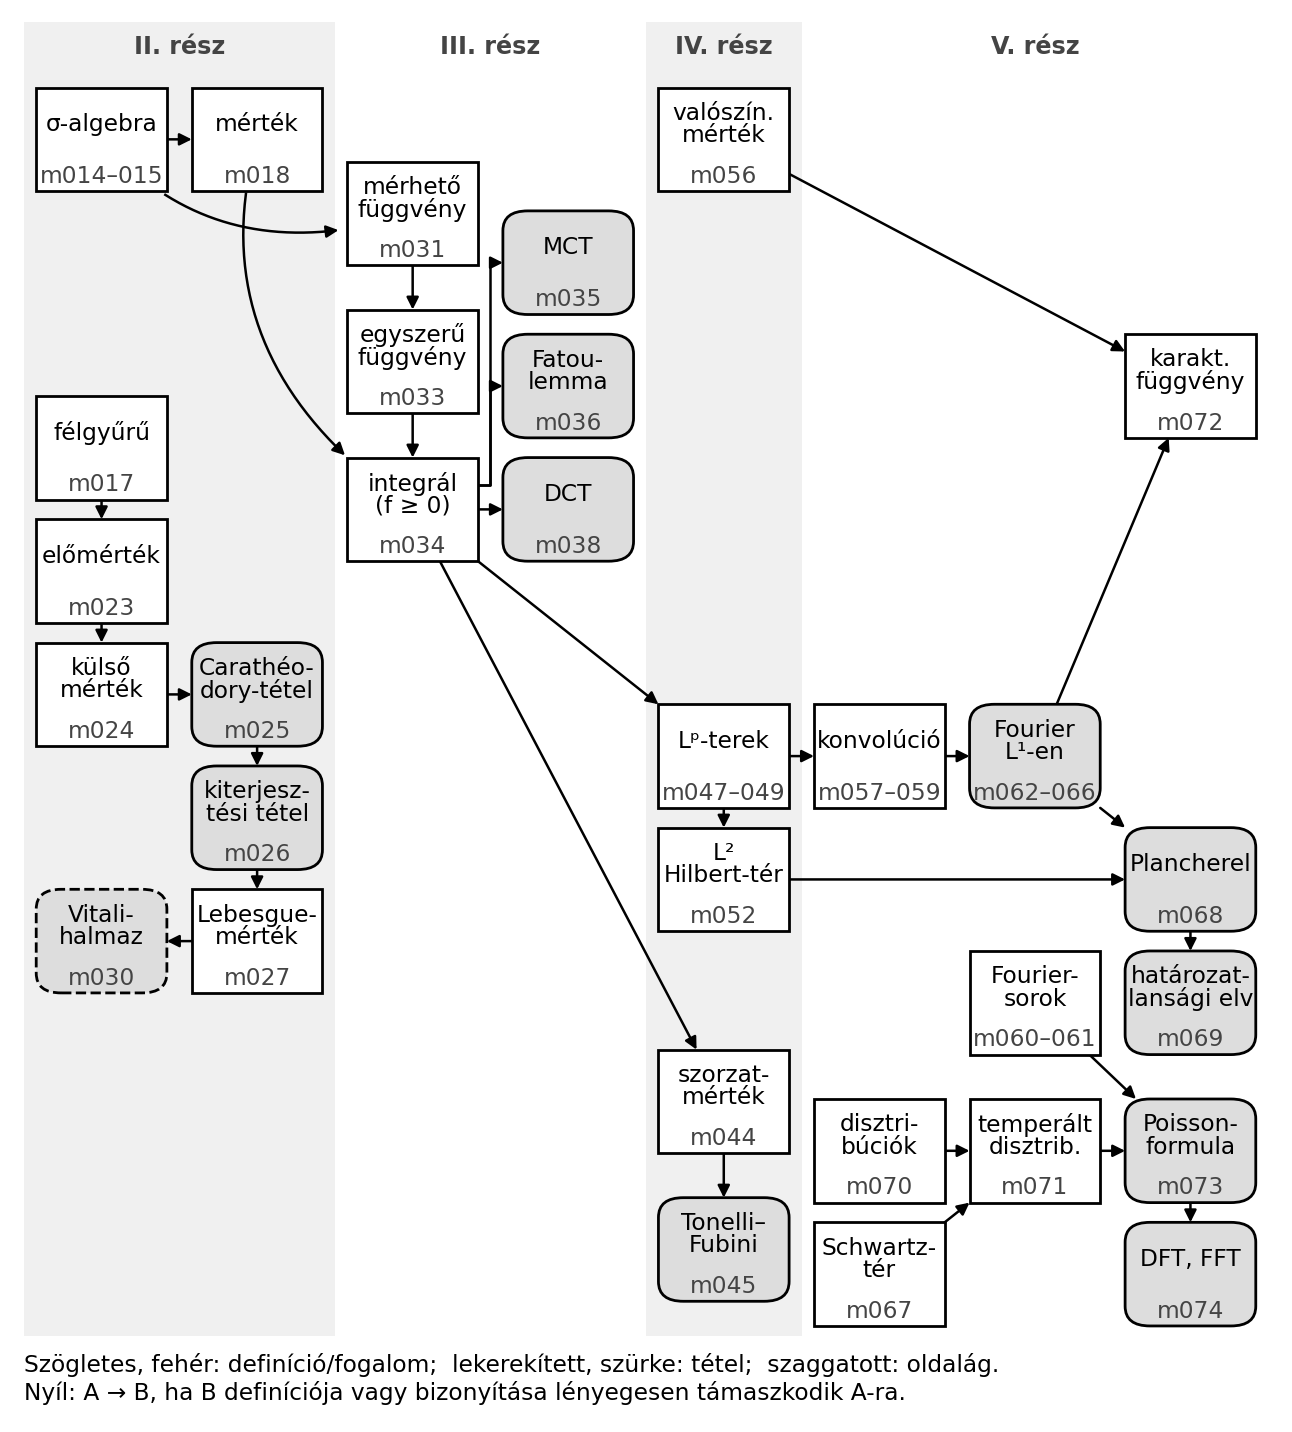 II. rész
III. rész
IV. rész
V. rész
σ-algebra
m014–015
mérték
m018
félgyűrű
m017
előmérték
m023
külső
mérték
m024
Carathéo-
dory-tétel
m025
kiterjesz-
tési tétel
m026
Vitali-
halmaz
m030
Lebesgue-
mérték
m027
mérhető
függvény
m031
egyszerű
függvény
m033
integrál
(f ≥ 0)
m034
MCT
m035
Fatou-
lemma
m036
DCT
m038
valószín.
mérték
m056
Lᵖ-terek
m047–049
L²
Hilbert-tér
m052
szorzat-
mérték
m044
Tonelli–
Fubini
m045
karakt.
függvény
m072
konvolúció
m057–059
Fourier
L¹-en
m062–066
Plancherel
m068
Fourier-
sorok
m060–061
határozat-
lansági elv
m069
disztri-
búciók
m070
temperált
disztrib.
m071
Poisson-
formula
m073
Schwartz-
tér
m067
DFT, FFT
m074
Szögletes, fehér: definíció/fogalom;  lekerekített, szürke: tétel;  szaggatott: oldalág.
Nyíl: A → B, ha B definíciója vagy bizonyítása lényegesen támaszkodik A-ra.